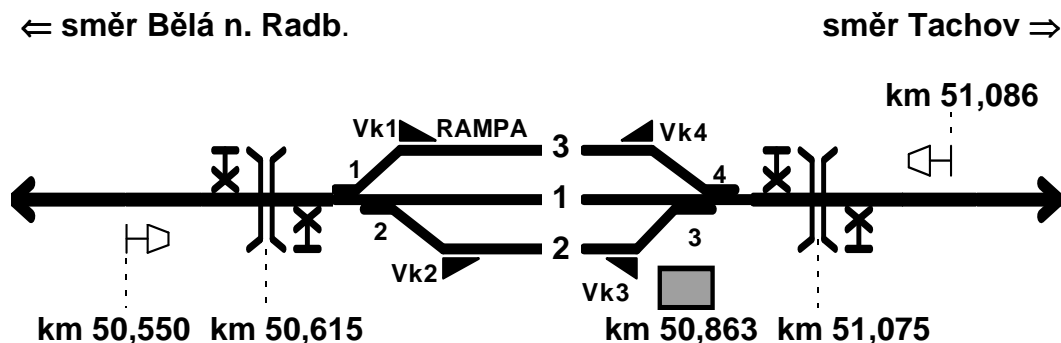 ⇐ směr Bělá n. Radb.
směr Tachov ⇒
km 51,086
Vk1 RAMPA 3 Vk4
1 4
1
2 3
2
Vk2 Vk3
km 50,550 km 50,615 km 50,863 km 51,075